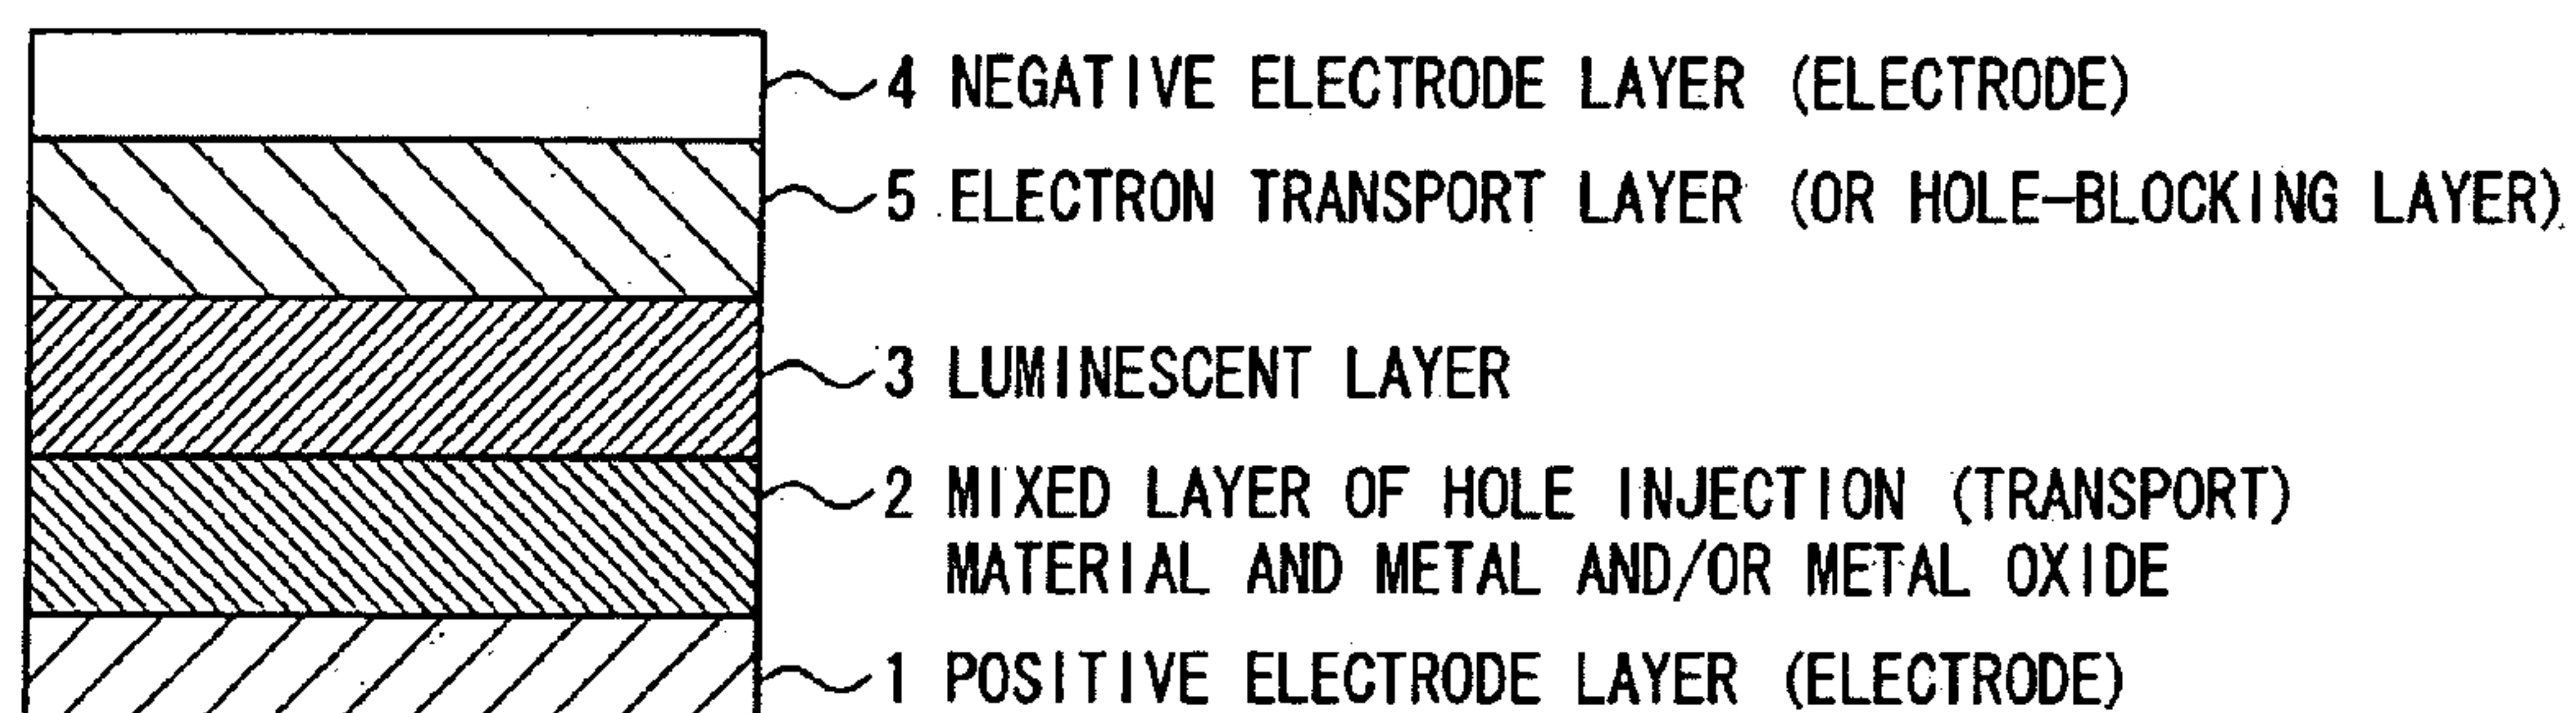 4 NEGATIVE ELECTRODE LAYER (ELECTRODE)
5 ELECTRON TRANSPORT LAYER (OR HOLE-BLOCKING LAYER)
3 LUMINESCENT LAYER
2 MIXED LAYER OF HOLE INJECTION (TRANSPORT)
MATERIAL AND METAL AND/OR METAL OXIDE
1 POSITIVE ELECTRODE LAYER (ELECTRODE)